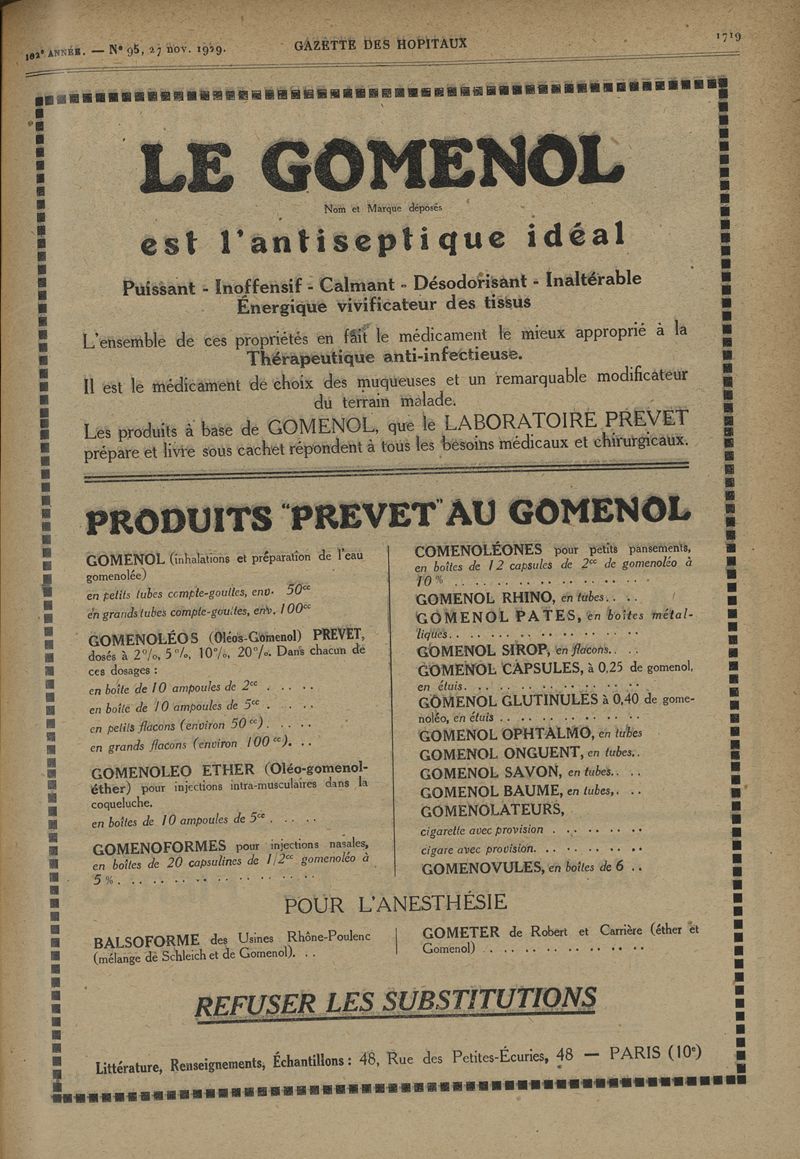 102e ANNÉE. — N° 95, 27 NOV. 1929.
GAZETTE DES HOPITAUX
1719
LE GOMENOL
Nom et Marque déposés
est l'antiseptique idéal
Puissant - Inoffensif - Calmant - Désodorisant - Inaltérable
Énergique vivificateur des tissus
L'ensemble de ces propriétés en fait le médicament le mieux approprié à la
Thérapeutique anti-infectieuse.
Il est le médicament de choix des muqueuses et un remarquable modificateur
du terrain malade.
Les produits à base de GOMENOL, que le LABORATOIRE PREVET
prépare et livre sous cachet répondent à tous les besoins médicaux et chirurgicaux.
PRODUITS "PREVET" AU GOMENOL
GOMENOL (inhalations et préparation de l'eau
gomenolée)
en petits tubes compte-gouttes, env. 50cc
en grands tubes compte-gouttes, env. 100cc
GOMENOLÉOS (Oléos-Gomenol) PREVET,
dosés à 2%, 5%, 10%, 20%. Dans chacun de
ces dosages :
en boîte de 10 ampoules de 2cc . . . . .
en boîte de 10 ampoules de 5cc . . . . .
en petits flacons (environ 50cc) . . . . .
en grands flacons (environ 100cc). . .
GOMENOLEO ETHER (Oléo-gomenol-
éther) pour injections intra-musculaires dans la
coqueluche.
en boîtes de 10 ampoules de 5cc . . . . .
GOMENOFORMES pour injections nasales,
en boîtes de 20 capsulines de 1/2cc gomenoléo à
5 %. . . . . . . . . . . . . . .
COMENOLÉONES pour petits pansements,
en boîtes de 12 capsules de 2cc de gomenoléo à
10 % . . . . . . . . . . . . . .
GOMENOL RHINO, en tubes. . . .
GOMENOL PATES, en boîtes métal-
liques. . . . . . . . . . . . . .
GOMENOL SIROP, en flacons. . . .
GOMENOL CAPSULES, à 0,25 de gomenol,
en étuis. . . . . . . . . . . . . .
GOMENOL GLUTINULES à 0,40 de gome-
noléo, en étuis . . . . . . . . . . . .
GOMENOL OPHTALMO, en tubes
GOMENOL ONGUENT, en tubes. .
GOMENOL SAVON, en tubes. . . .
GOMENOL BAUME, en tubes, . . .
GOMENOLATEURS,
cigarette avec provision . . . . . . . .
cigare avec provision. . . . . . . . . .
GOMENOVULES, en boîtes de 6 . .
POUR L'ANESTHÉSIE
BALSOFORME des Usines Rhône-Poulenc
(mélange de Schleich et de Gomenol). . .
GOMETER de Robert et Carrière (éther et
Gomenol) . . . . . . . . . . . . . .
REFUSER LES SUBSTITUTIONS
Littérature, Renseignements, Échantillons : 48, Rue des Petites-Écuries, 48 — PARIS (10e)